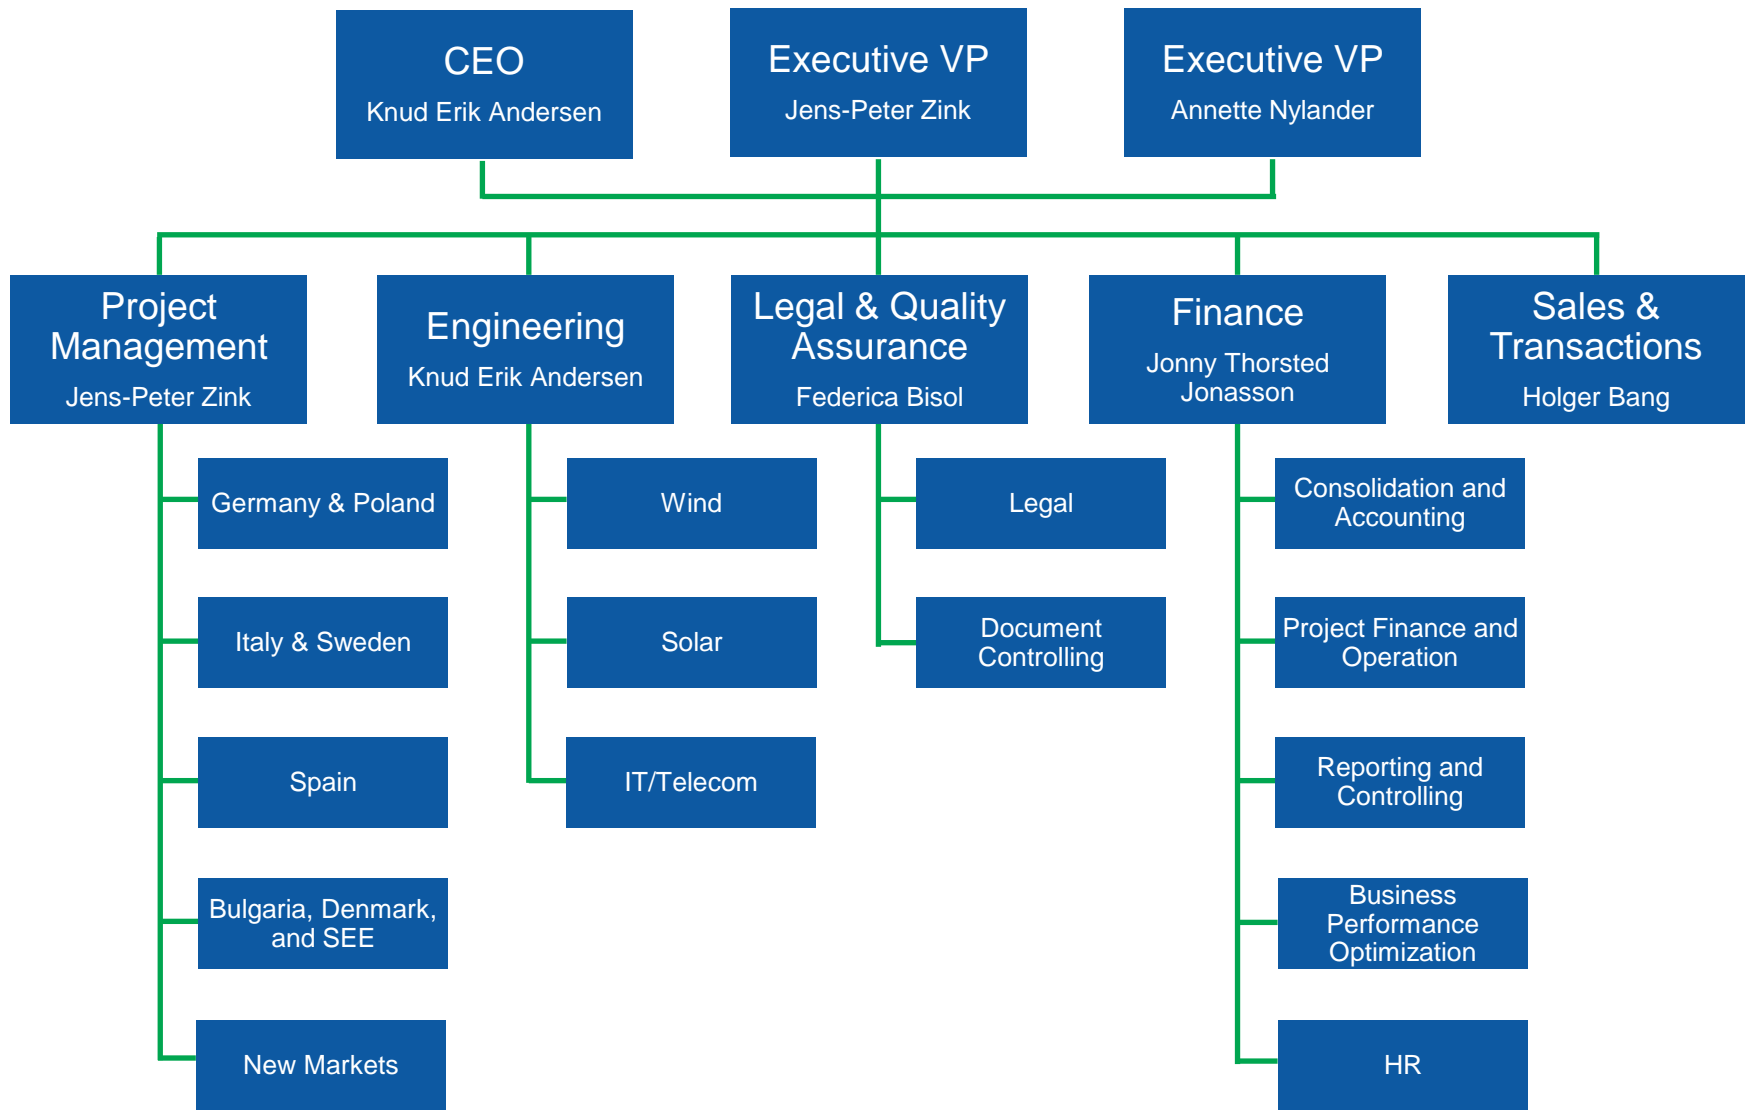 CEO
Knud Erik Andersen
Executive VP
Jens-Peter Zink
Executive VP
Annette Nylander
Project
Management
Jens-Peter Zink
Engineering
Knud Erik Andersen
Legal & Quality
Assurance
Federica Bisol
Finance
Jonny Thorsted
Jonasson
Sales &
Transactions
Holger Bang
Germany & Poland
Italy & Sweden
Spain
Bulgaria, Denmark,
and SEE
New Markets
Wind
Solar
IT/Telecom
Legal
Document
Controlling
Consolidation and
Accounting
Project Finance and
Operation
Reporting and
Controlling
Business
Performance
Optimization
HR